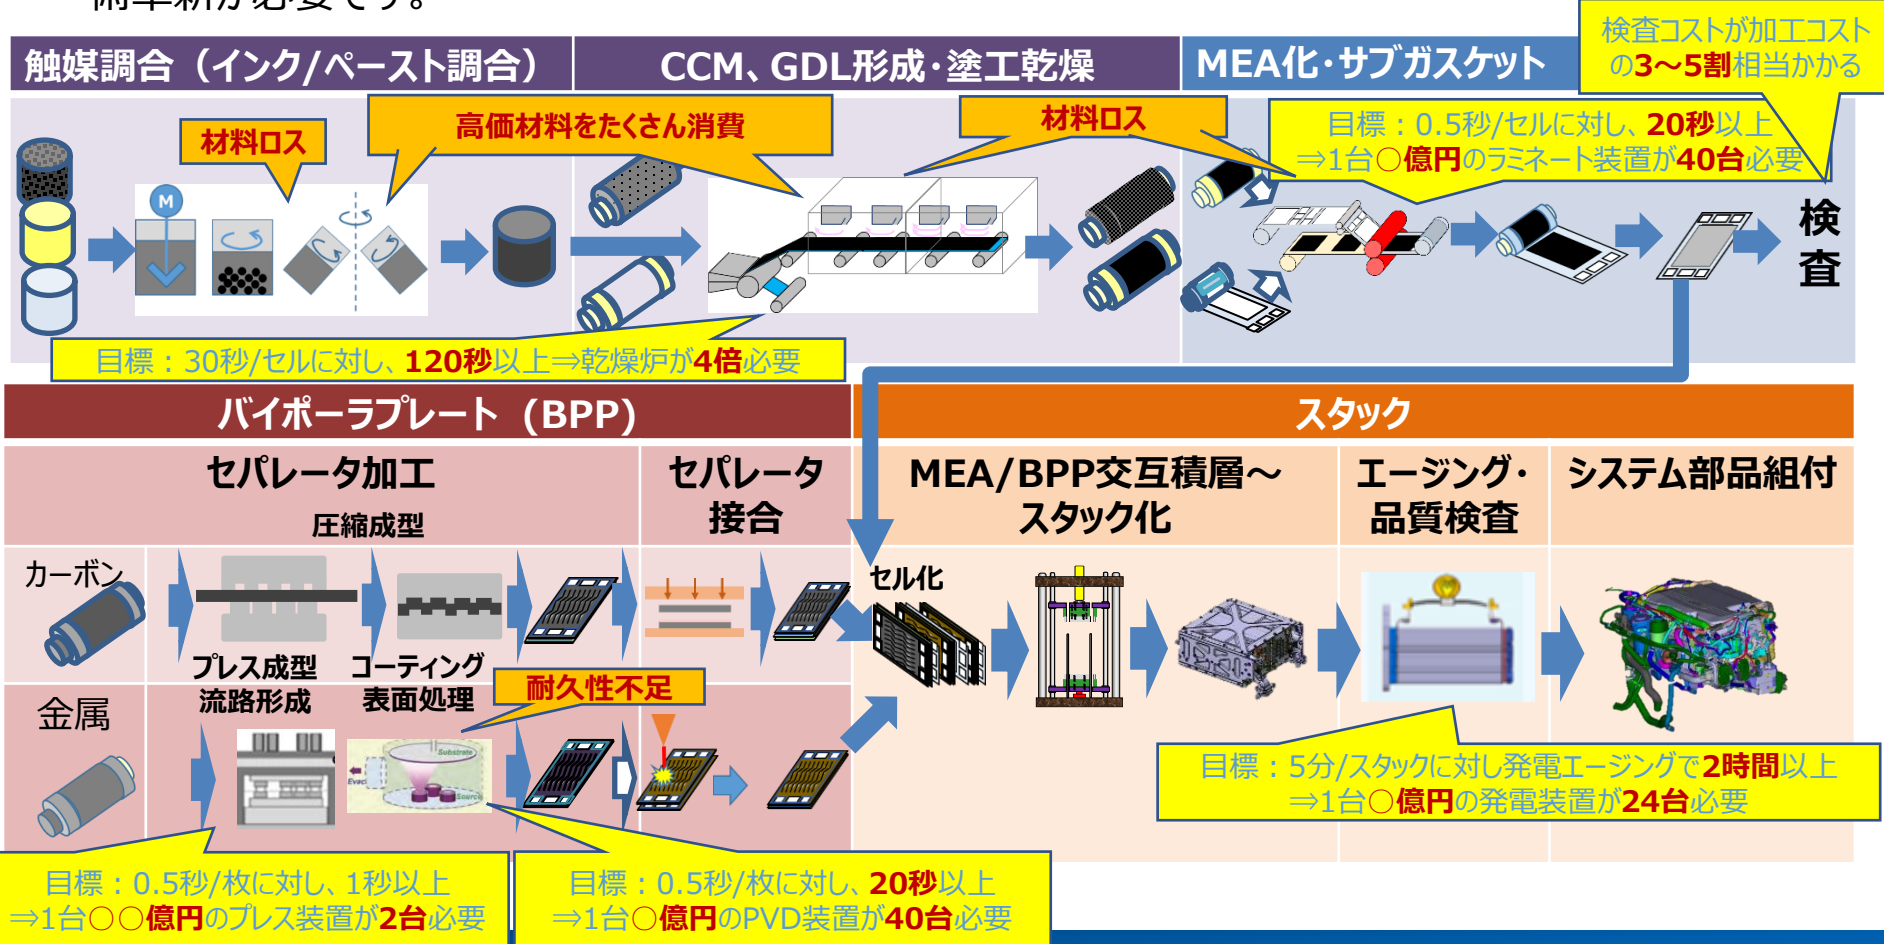 術革新が必要です。
検査コストが加工コスト
の3～5割相当かかる
触媒調合（インク/ペースト調合）
CCM、GDL形成・塗工乾燥
MEA化・サブガスケット
材料ロス
高価材料をたくさん消費
材料ロス
目標：0.5秒/セルに対し、20秒以上
⇒1台○億円のラミネート装置が40台必要
M
検
査
目標：30秒/セルに対し、120秒以上⇒乾燥炉が4倍必要
バイポーラプレート (BPP)
スタック
セパレータ加工
圧縮成型
セパレータ
接合
MEA/BPP交互積層～
スタック化
エージング・
品質検査
システム部品組付
カーボン
セル化
プレス成型
流路形成
コーティング
表面処理
耐久性不足
金属
Substrate
Source
目標：5分/スタックに対し発電エージングで2時間以上
⇒1台○億円の発電装置が24台必要
目標：0.5秒/枚に対し、1秒以上
⇒1台○○億円のプレス装置が2台必要
目標：0.5秒/枚に対し、20秒以上
⇒1台○億円のPVD装置が40台必要